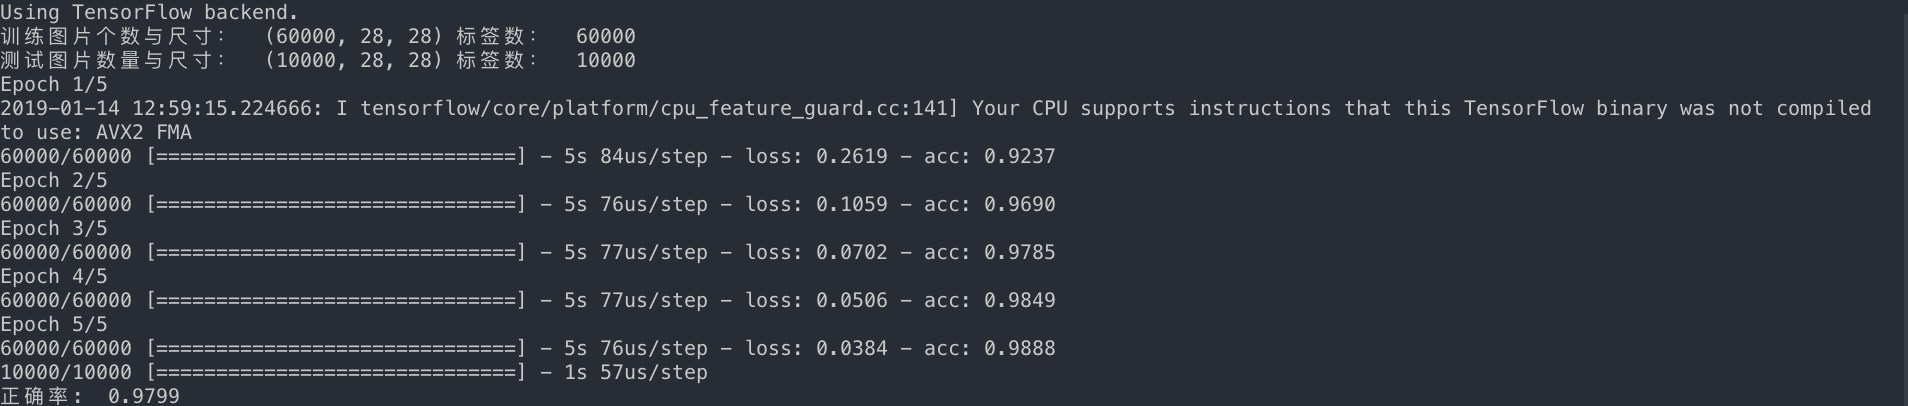 Using TensorFlow backend.
训练图片个数与尺寸： (60000, 28, 28) 标签数： 60000
测试图片数量与尺寸： (10000, 28, 28) 标签数： 10000
Epoch 1/5
2019-01-14 12:59:15.224666: I tensorflow/core/platform/cpu_feature_guard.cc:141] Your CPU supports instructions that this TensorFlow binary was not compiled
to use: AVX2 FMA
60000/60000 [==============================] - 5s 84us/step - loss: 0.2619 - acc: 0.9237
Epoch 2/5
60000/60000 [==============================] - 5s 76us/step - loss: 0.1059 - acc: 0.9690
Epoch 3/5
60000/60000 [==============================] - 5s 77us/step - loss: 0.0702 - acc: 0.9785
Epoch 4/5
60000/60000 [==============================] - 5s 77us/step - loss: 0.0506 - acc: 0.9849
Epoch 5/5
60000/60000 [==============================] - 5s 76us/step - loss: 0.0384 - acc: 0.9888
10000/10000 [==============================] - 1s 57us/step
正确率： 0.9799